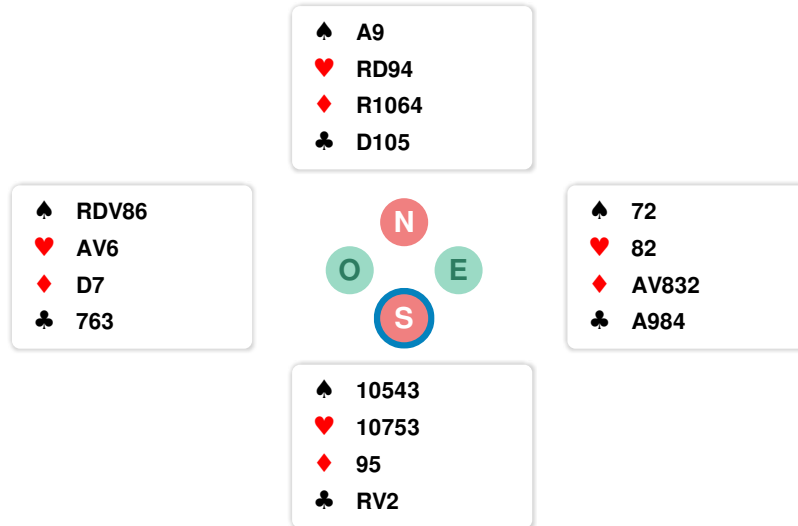 ♠ A9
♥ RD94
♦ R1064
♣ D105
♠ RDV86
♥ AV6
♦ D7
♣ 763
N
O E
S
♠ 72
♥ 82
♦ AV832
♣ A984
♠ 10543
♥ 10753
♦ 95
♣ RV2